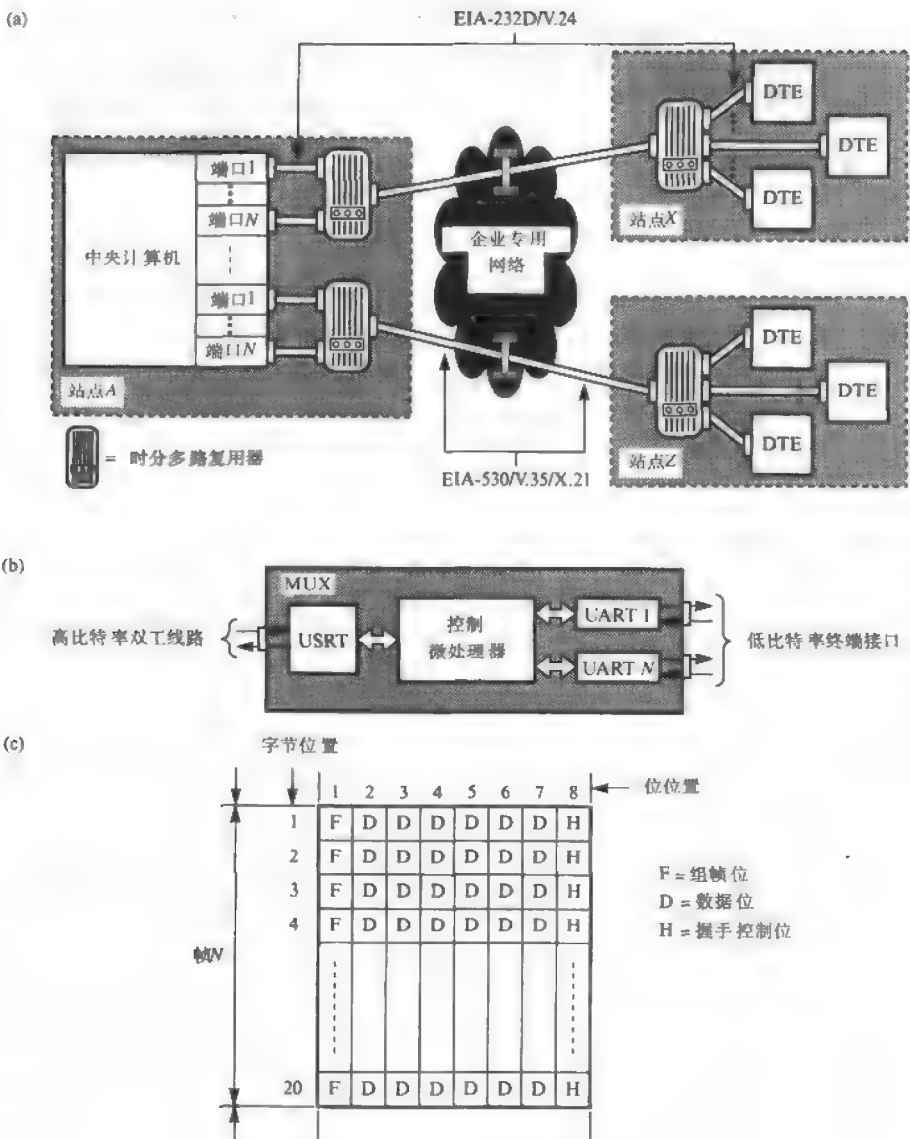 (a)
EIA-232D/V.24
中央计算机
端口1
端口N
端口1
端口N
站点A
企业专用
网络
DTE
DTE
DTE
站点X
DTE
DTE
DTE
站点Z
= 时分多路复用器
EIA-530/V.35/X.21
(b)
MUX
高比特率双工线路
USRT
控制
微处理器
UART 1
UART N
低比特率终端接口
(c)
字节位置
1 2 3 4 5 6 7 8
位位置
1 F D D D D D D H
2 F D D D D D D H
3 F D D D D D D H
4 F D D D D D D H
帧N
20 F D D D D D D H
F = 组帧位
D = 数据位
H = 握手控制位